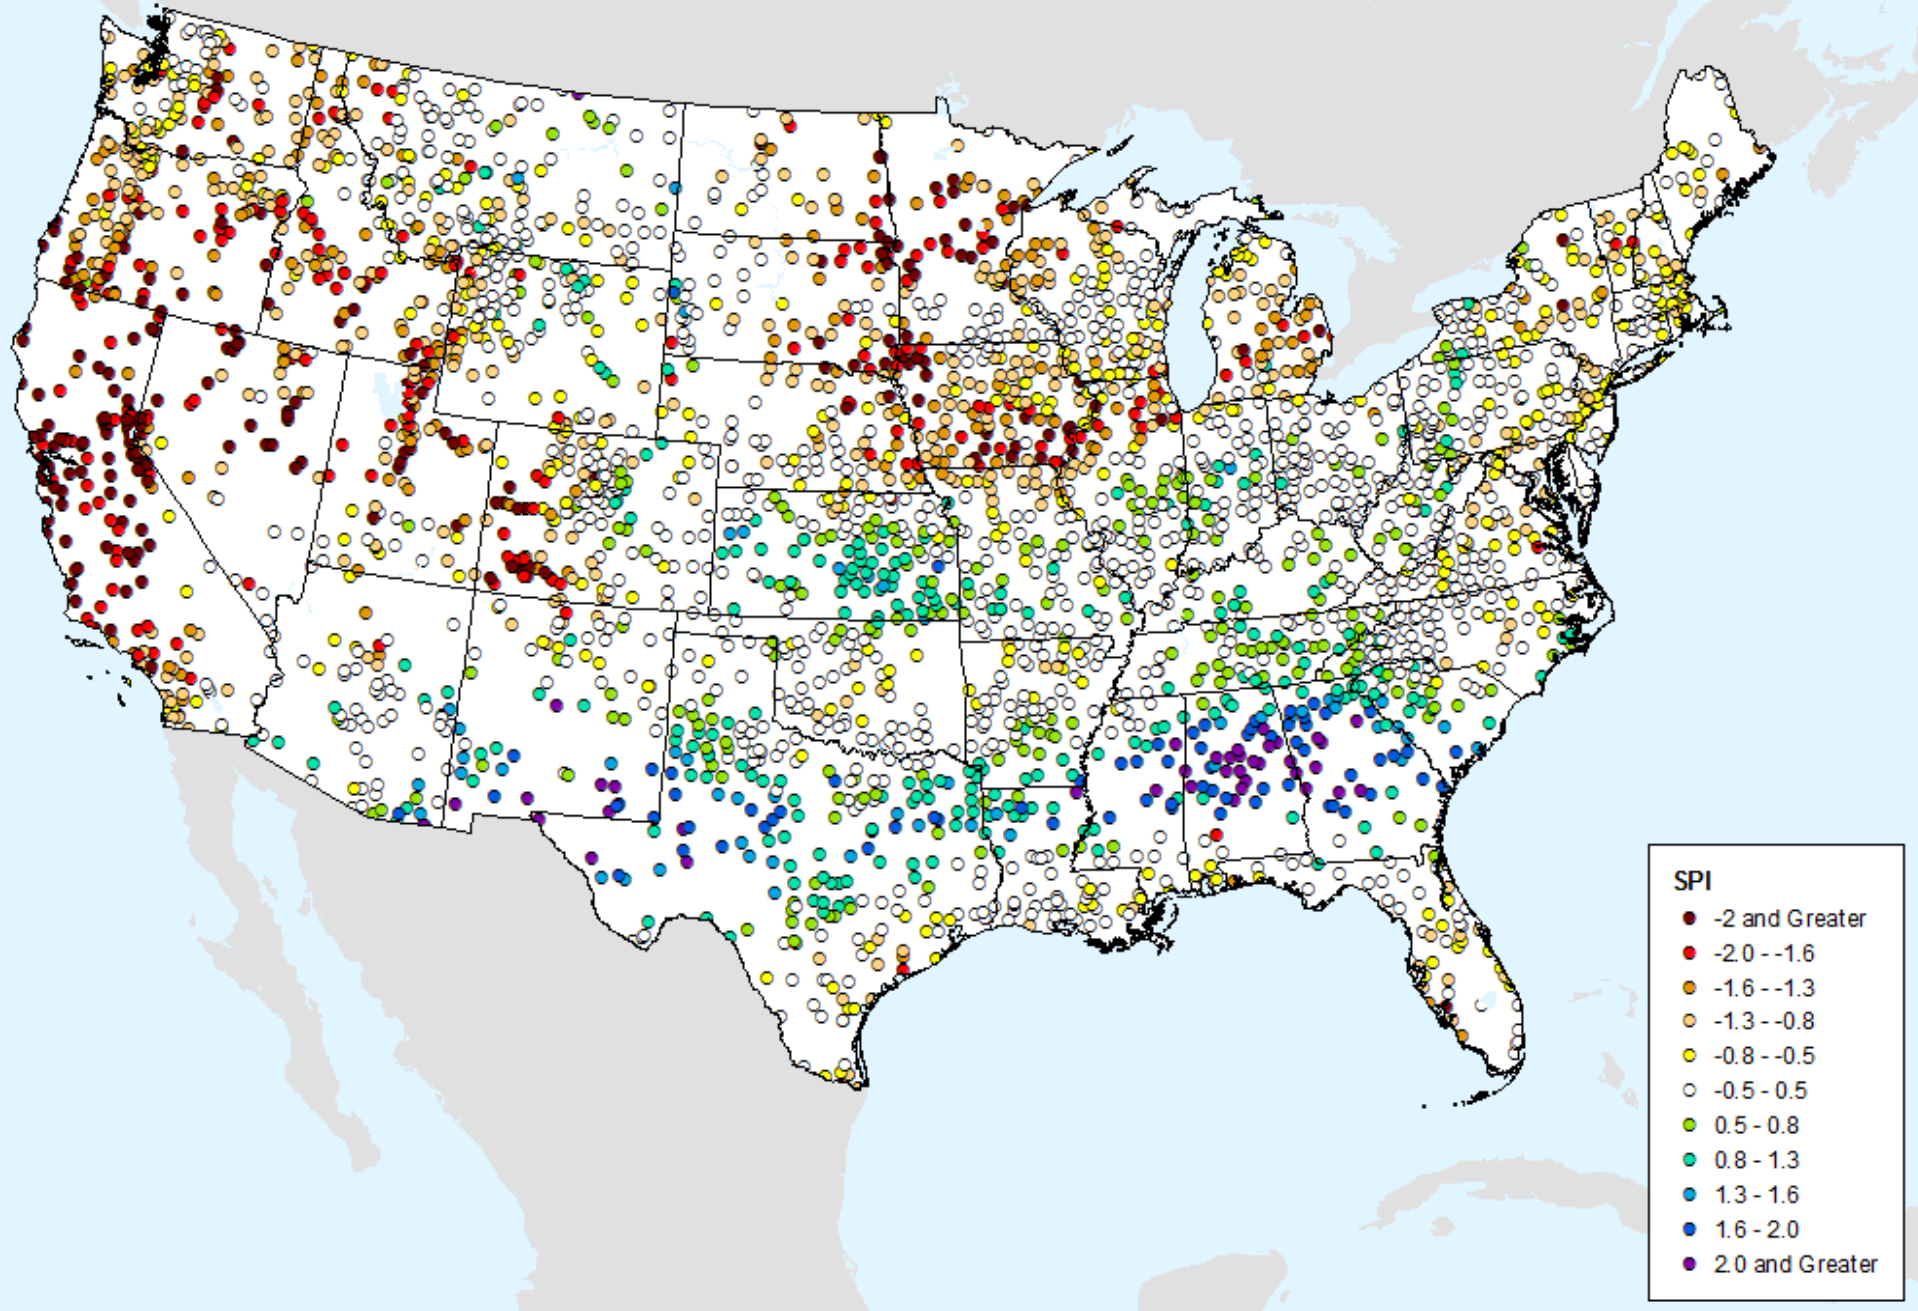 SPI
-2 and Greater
-2.0 - -1.6
-1.6 - -1.3
-1.3 - -0.8
-0.8 - -0.5
-0.5 - 0.5
0.5 - 0.8
0.8 - 1.3
1.3 - 1.6
1.6 - 2.0
2.0 and Greater